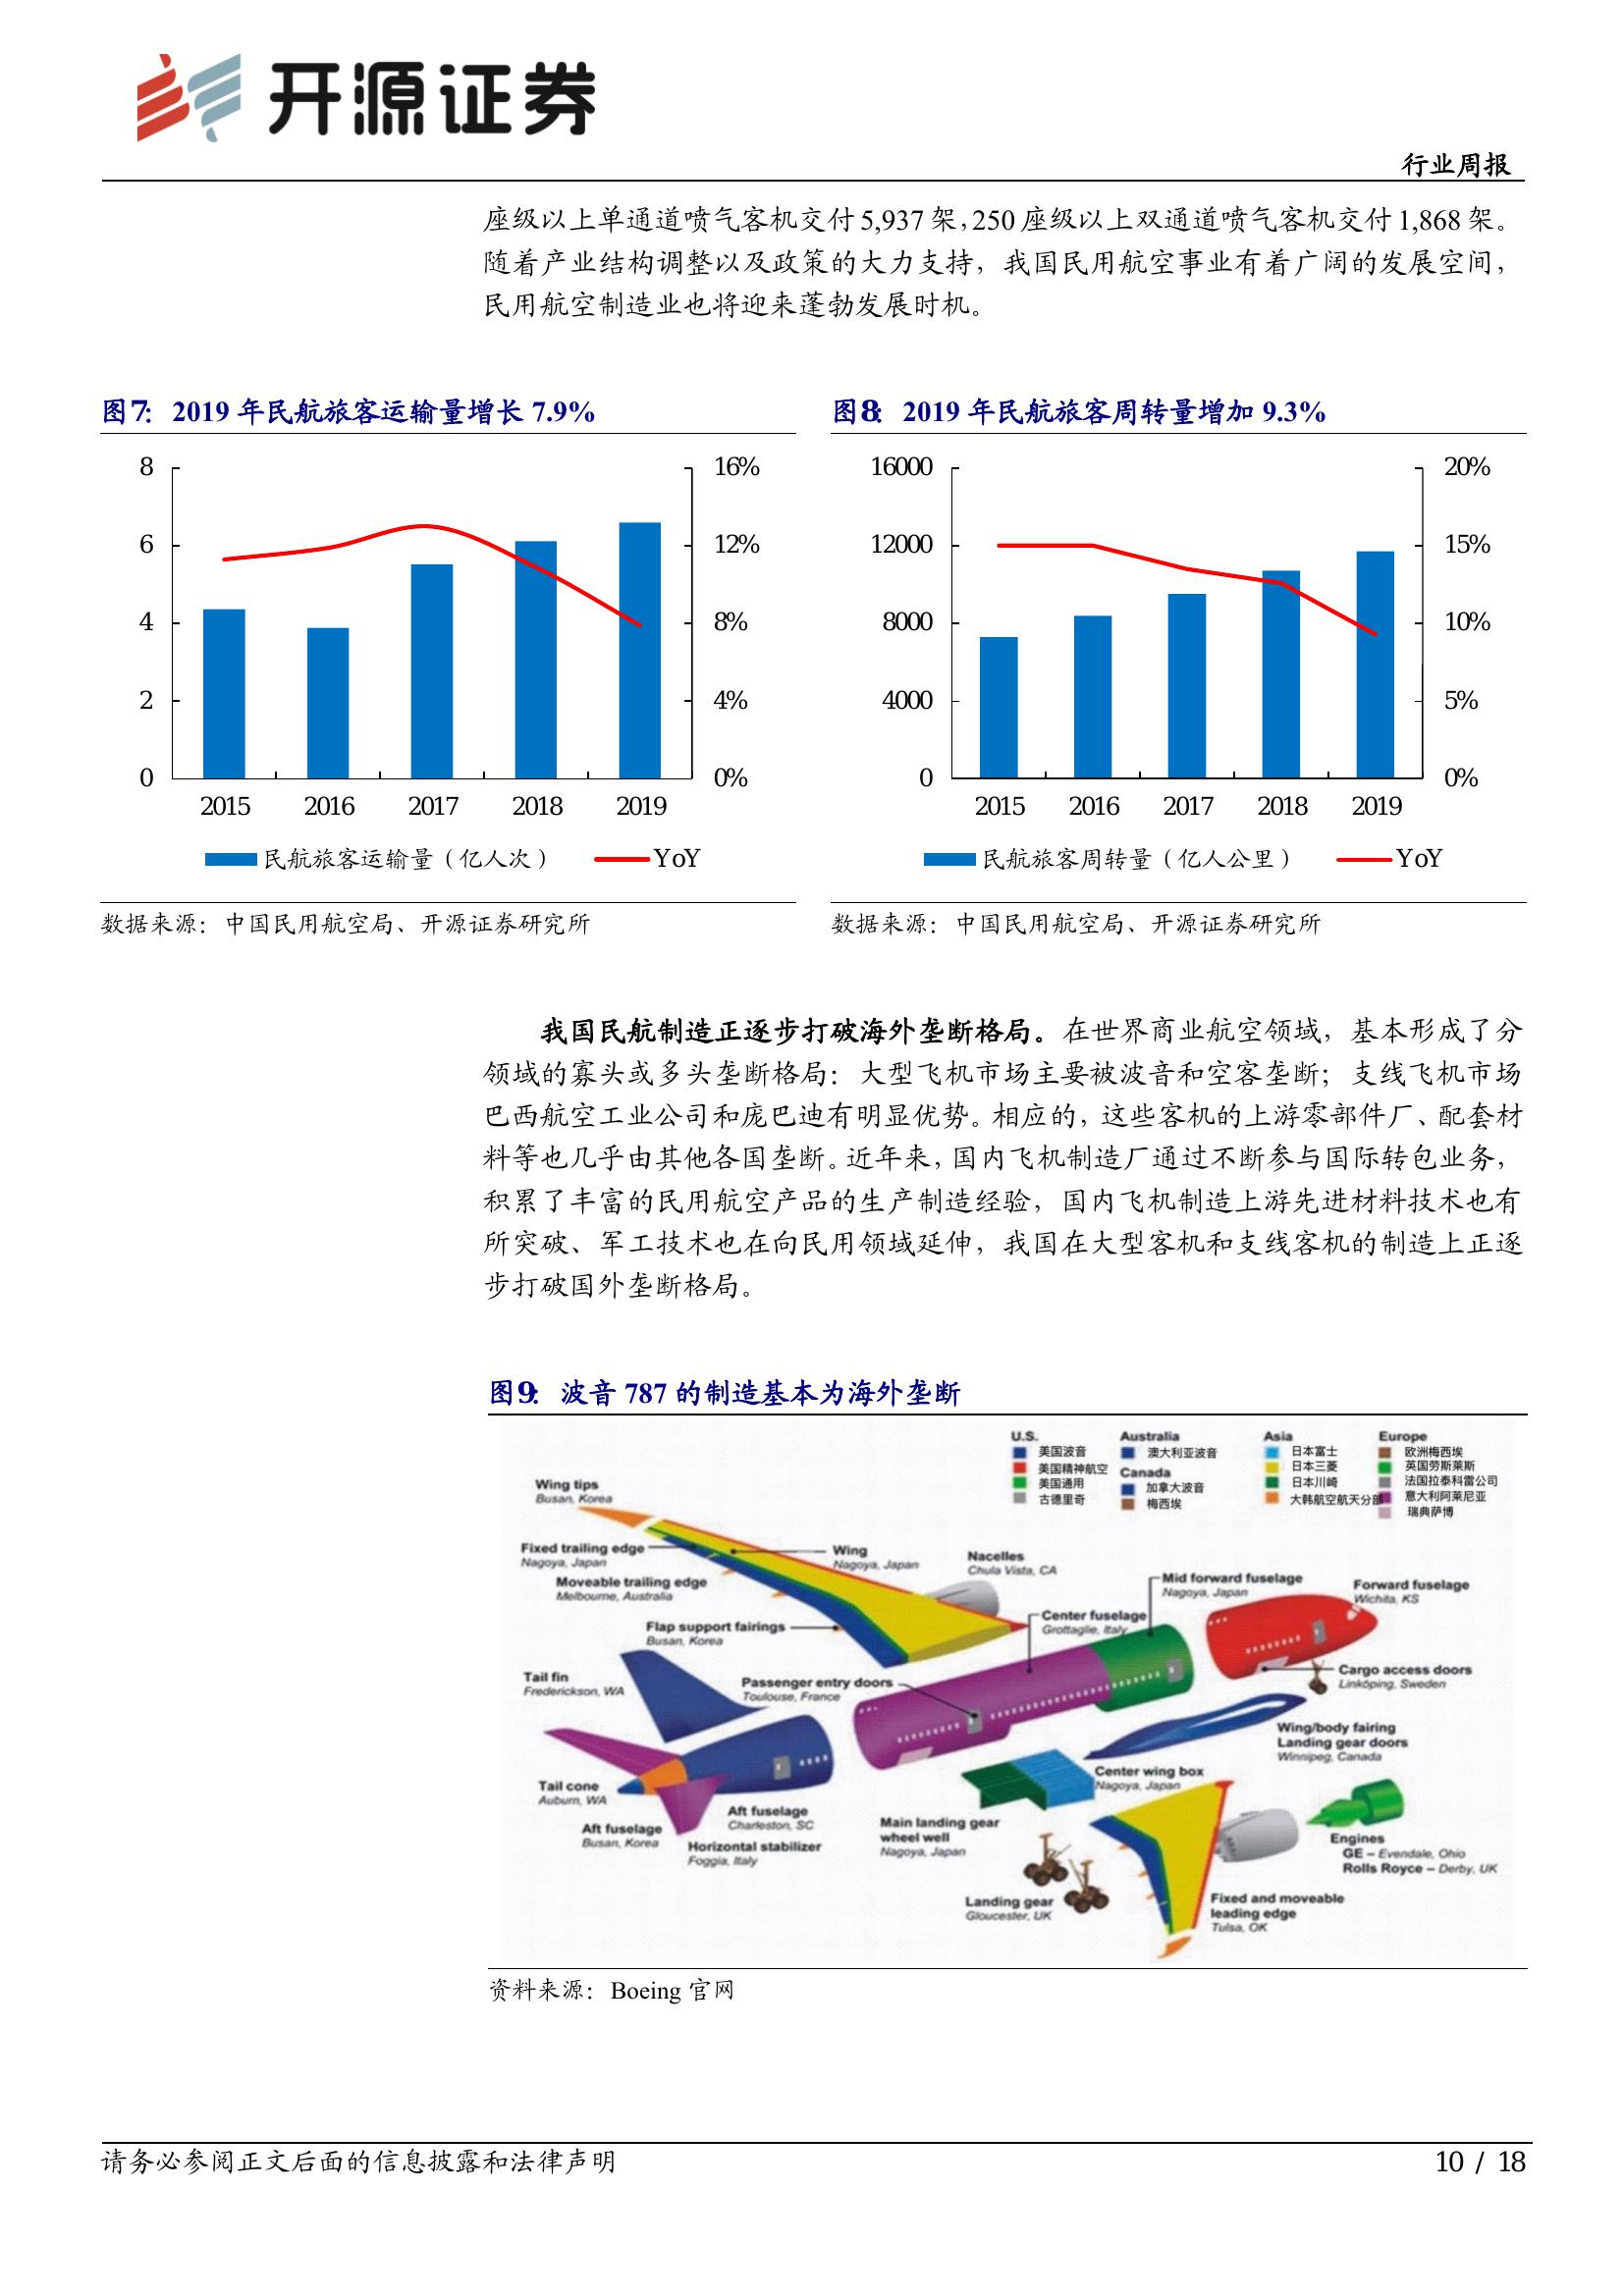 开源证券
行业周报
座级以上单通道喷气客机交付 5,937 架，250 座级以上双通道喷气客机交付 1,868 架。
随着产业结构调整以及政策的大力支持，我国民用航空事业有着广阔的发展空间，
民用航空制造业也将迎来蓬勃发展时机。
图7： 2019 年民航旅客运输量增长 7.9%
8
6
4
2
0
16%
12%
8%
4%
0%
2015 2016 2017 2018 2019
民航旅客运输量（亿人次） YoY
数据来源：中国民用航空局、开源证券研究所
图8： 2019 年民航旅客周转量增加 9.3%
16000
12000
8000
4000
0
20%
15%
10%
5%
0%
2015 2016 2017 2018 2019
民航旅客周转量（亿人公里） YoY
数据来源：中国民用航空局、开源证券研究所
我国民航制造正逐步打破海外垄断格局。在世界商业航空领域，基本形成了分
领域的寡头或多头垄断格局：大型飞机市场主要被波音和空客垄断；支线飞机市场
巴西航空工业公司和庞巴迪有明显优势。相应的，这些客机的上游零部件厂、配套材
料等也几乎由其他各国垄断。近年来，国内飞机制造厂通过不断参与国际转包业务，
积累了丰富的民用航空产品的生产制造经验，国内飞机制造上游先进材料技术也有
所突破、军工技术也在向民用领域延伸，我国在大型客机和支线客机的制造上正逐
步打破国外垄断格局。
图9： 波音 787 的制造基本为海外垄断
U.S.
美国波音
美国精神航空
美国通用
古德里奇
Australia
澳大利亚波音
Canada
加拿大波音
梅西埃
Asia
日本富士
日本三菱
日本川崎
大韩航空航天分部
Europe
欧洲梅西埃
英国劳斯莱斯
法国拉泰科雷公司
意大利阿莱尼亚
瑞典萨博
Wing tips
Busan, Korea
Fixed trailing edge
Nagoya, Japan
Moveable trailing edge
Melbourne, Australia
Wing
Nagoya, Japan
Nacelles
Chula Vista, CA
Mid forward fuselage
Nagoya, Japan
Forward fuselage
Wichita, KS
Flap support fairings
Busan, Korea
Center fuselage
Grottaglie, Italy
Tail fin
Frederickson, WA
Passenger entry doors
Toulouse, France
Cargo access doors
Linköping, Sweden
Wing/body fairing
Landing gear doors
Winnipeg, Canada
Center wing box
Nagoya, Japan
Tail cone
Auburn, WA
Aft fuselage
Charleston, SC
Aft fuselage
Busan, Korea
Horizontal stabilizer
Foggia, Italy
Main landing gear
wheel well
Nagoya, Japan
Engines
GE – Evendale, Ohio
Rolls Royce – Derby, UK
Landing gear
Gloucester, UK
Fixed and moveable
leading edge
Tulsa, OK
资料来源：Boeing 官网
请务必参阅正文后面的信息披露和法律声明
10 / 18